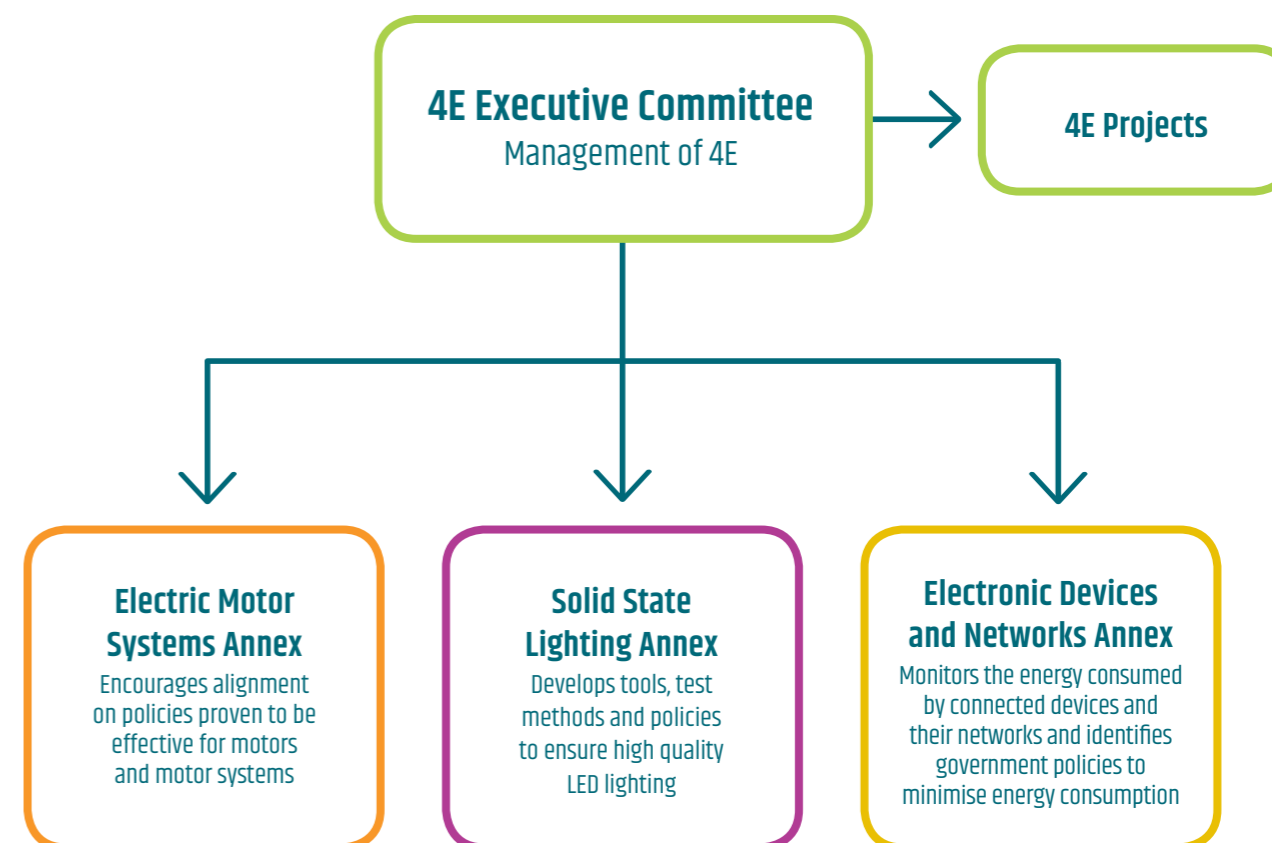 4E Executive Committee
Management of 4E
4E Projects
Electric Motor
Systems Annex
Encourages alignment
on policies proven to be
effective for motors
and motor systems
Solid State
Lighting Annex
Develops tools, test
methods and policies
to ensure high quality
LED lighting
Electronic Devices
and Networks Annex
Monitors the energy consumed
by connected devices and
their networks and identifies
government policies to
minimise energy consumption